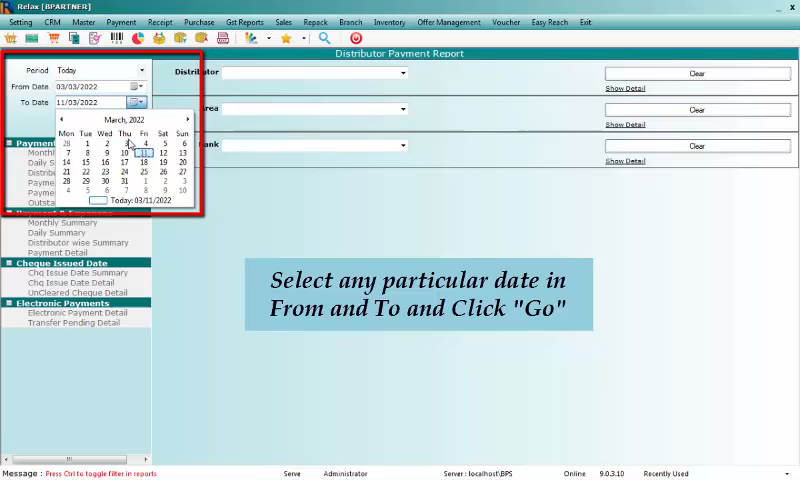 Relax [BPARTNER]
_ X
Setting CRM Master Payment Receipt Purchase Gst Reports Sales Repack Branch Inventory Offer Management Voucher Easy Reach Exit
Distributor Payment Report
Period Today
From Date 03/03/2022
To Date 11/03/2022
March, 2022
Mon Tue Wed Thu Fri Sat Sun
28 1 2 3 4 5 6
7 8 9 10 11 12 13
14 15 16 17 18 19 20
21 22 23 24 25 26 27
28 29 30 31 1 2 3
4 5 6 7 8 9 10
Today: 03/11/2022
Distributor
Clear
Show Detail
Area
Clear
Show Detail
Bank
Clear
Show Detail
Monthly Summary
Daily Summary
Distributor wise Summary
Payment Detail
Cheque Issued Date
Chq Issue Date Summary
Chq Issue Date Detail
UnCleared Cheque Detail
Electronic Payments
Electronic Payment Detail
Transfer Pending Detail
Select any particular date in
From and To and Click "Go"
Message : Press Ctrl to toggle filter in reports
Serve Administrator Server : localhost\BPS Online 9.0.3.10 Recently Used